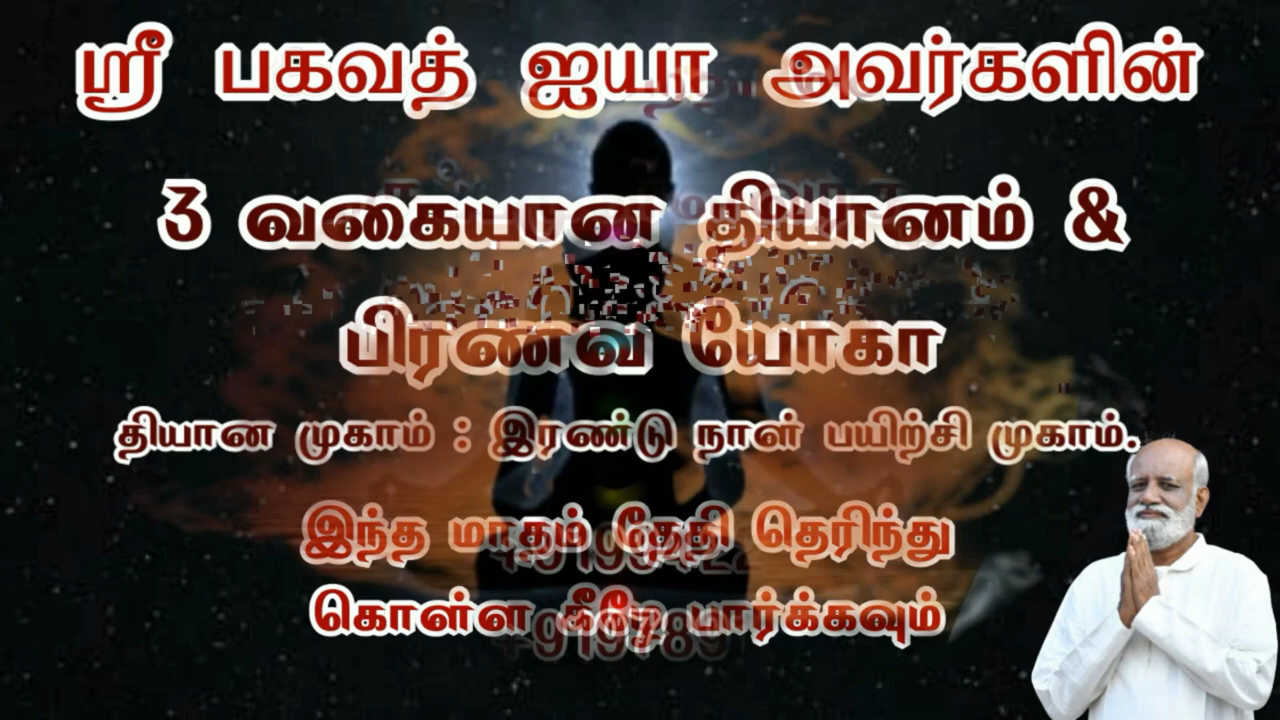 ஸ்ரீ பகவத் ஐயா அவர்களின்
3 வகையான தியானம் &
பிரணவ யோகா
தியான முகாம் : இரண்டு நாள் பயிற்சி முகாம்.
இந்த மாதம் தேதி தெரிந்து
கொள்ள கீழே பார்க்கவும்